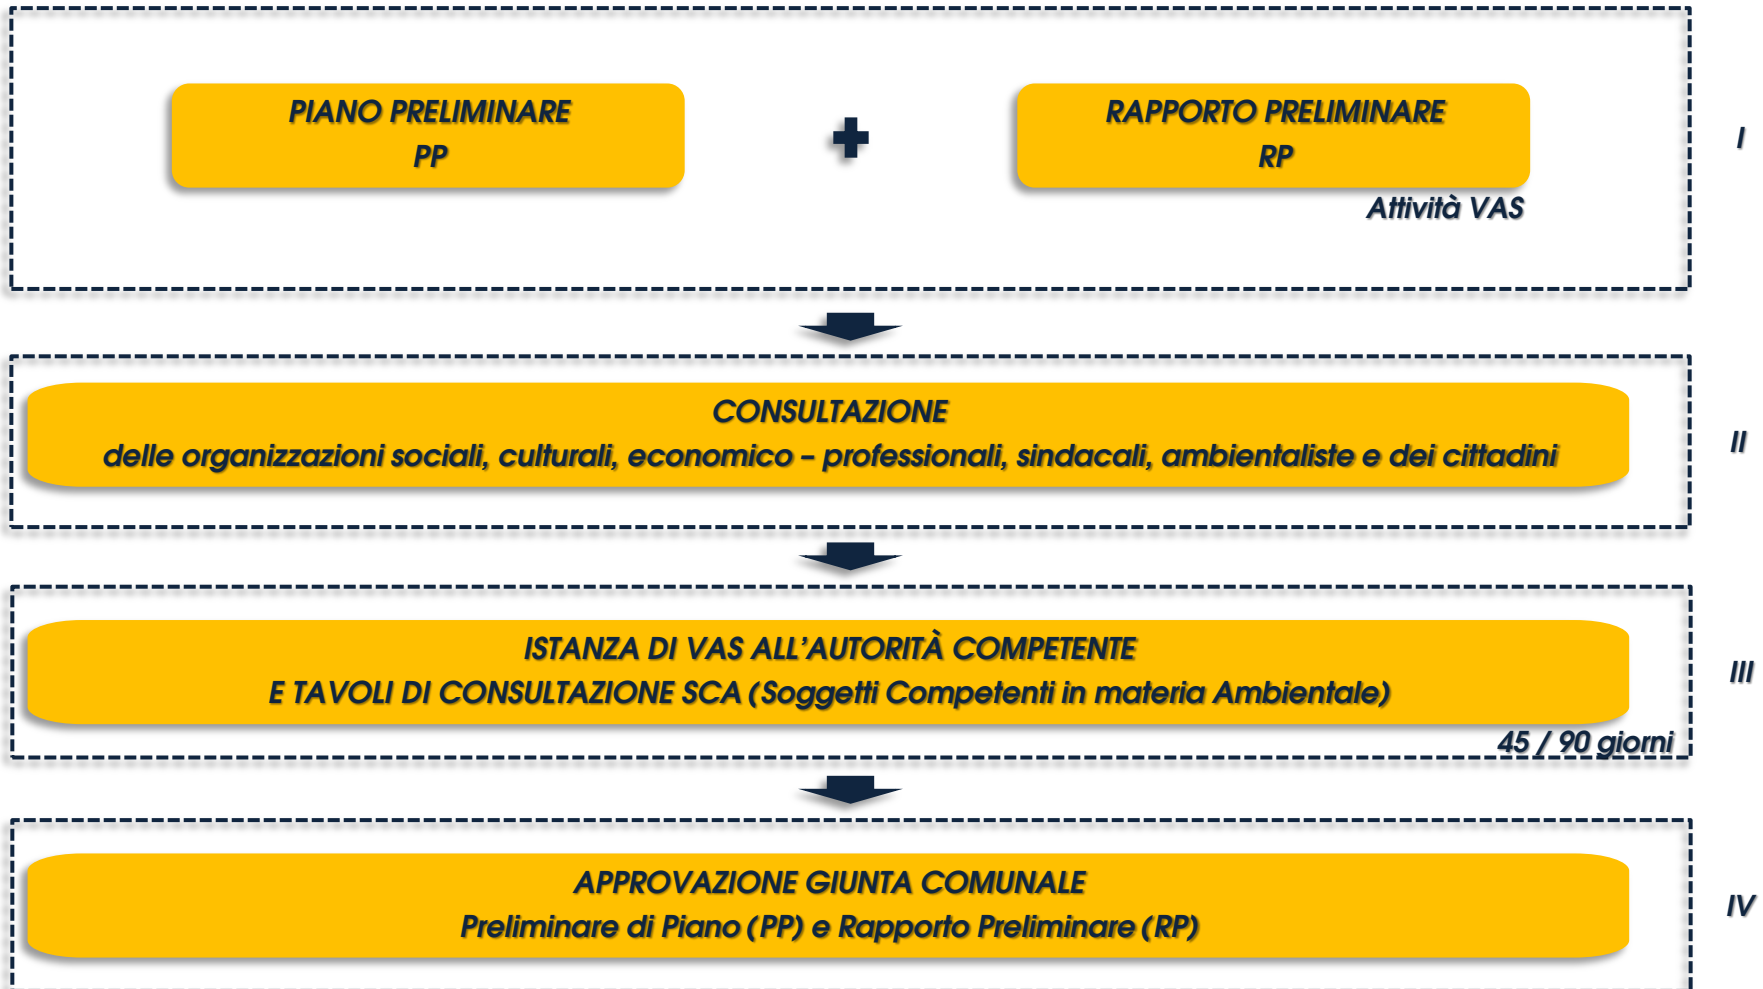 PIANO PRELIMINARE
PP
RAPPORTO PRELIMINARE
RP
Attività VAS
I
CONSULTAZIONE
delle organizzazioni sociali, culturali, economico – professionali, sindacali, ambientaliste e dei cittadini
II
ISTANZA DI VAS ALL’AUTORITÀ COMPETENTE
E TAVOLI DI CONSULTAZIONE SCA (Soggetti Competenti in materia Ambientale)
III
45 / 90 giorni
APPROVAZIONE GIUNTA COMUNALE
Preliminare di Piano (PP) e Rapporto Preliminare (RP)
IV